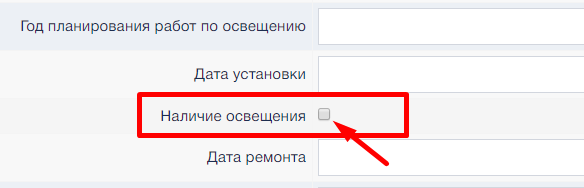 Год планирования работ по освещению
Дата установки
Наличие освещения
Дата ремонта